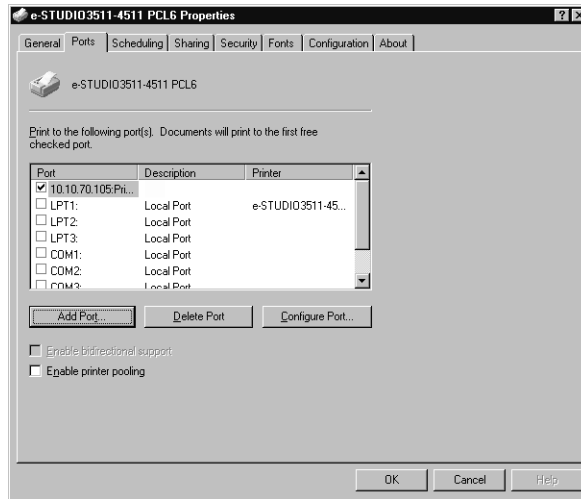 e-STUDIO3511-4511 PCL6 Properties
General Ports Scheduling Sharing Security Fonts Configuration About
e-STUDIO3511-4511 PCL6
Print to the following port(s). Documents will print to the first free
checked port.
Port Description Printer
10.10.70.105:Pri...
LPT1: Local Port e-STUDIO3511-45...
LPT2: Local Port
LPT3: Local Port
COM1: Local Port
COM2: Local Port
COM3: Local Port
Add Port... Delete Port Configure Port...
Enable bidirectional support
Enable printer pooling
OK Cancel Help